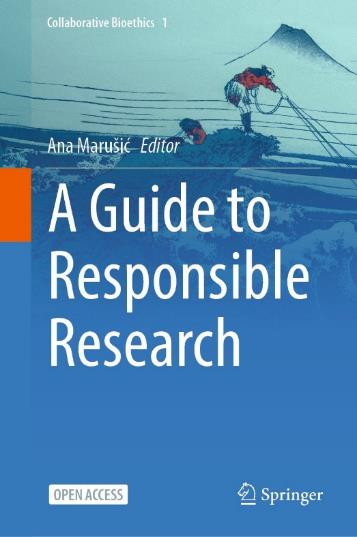 Collaborative Bioethics 1
Ana Marušić Editor
A Guide to
Responsible
Research
OPEN ACCESS
Springer